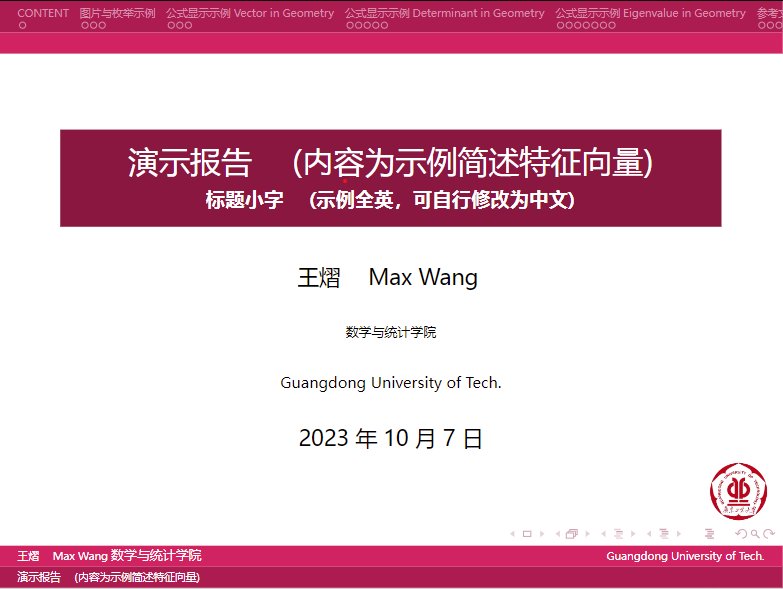 CONTENT 图片与枚举示例 公式显示示例 Vector in Geometry 公式显示示例 Determinant in Geometry 公式显示示例 Eigenvalue in Geometry 参考
演示报告 (内容为示例简述特征向量)
标题小字 (示例全英，可自行修改为中文)
王熠 Max Wang
数学与统计学院
Guangdong University of Tech.
2023 年 10 月 7 日
王熠 Max Wang 数学与统计学院 Guangdong University of Tech.
演示报告 (内容为示例简述特征向量)